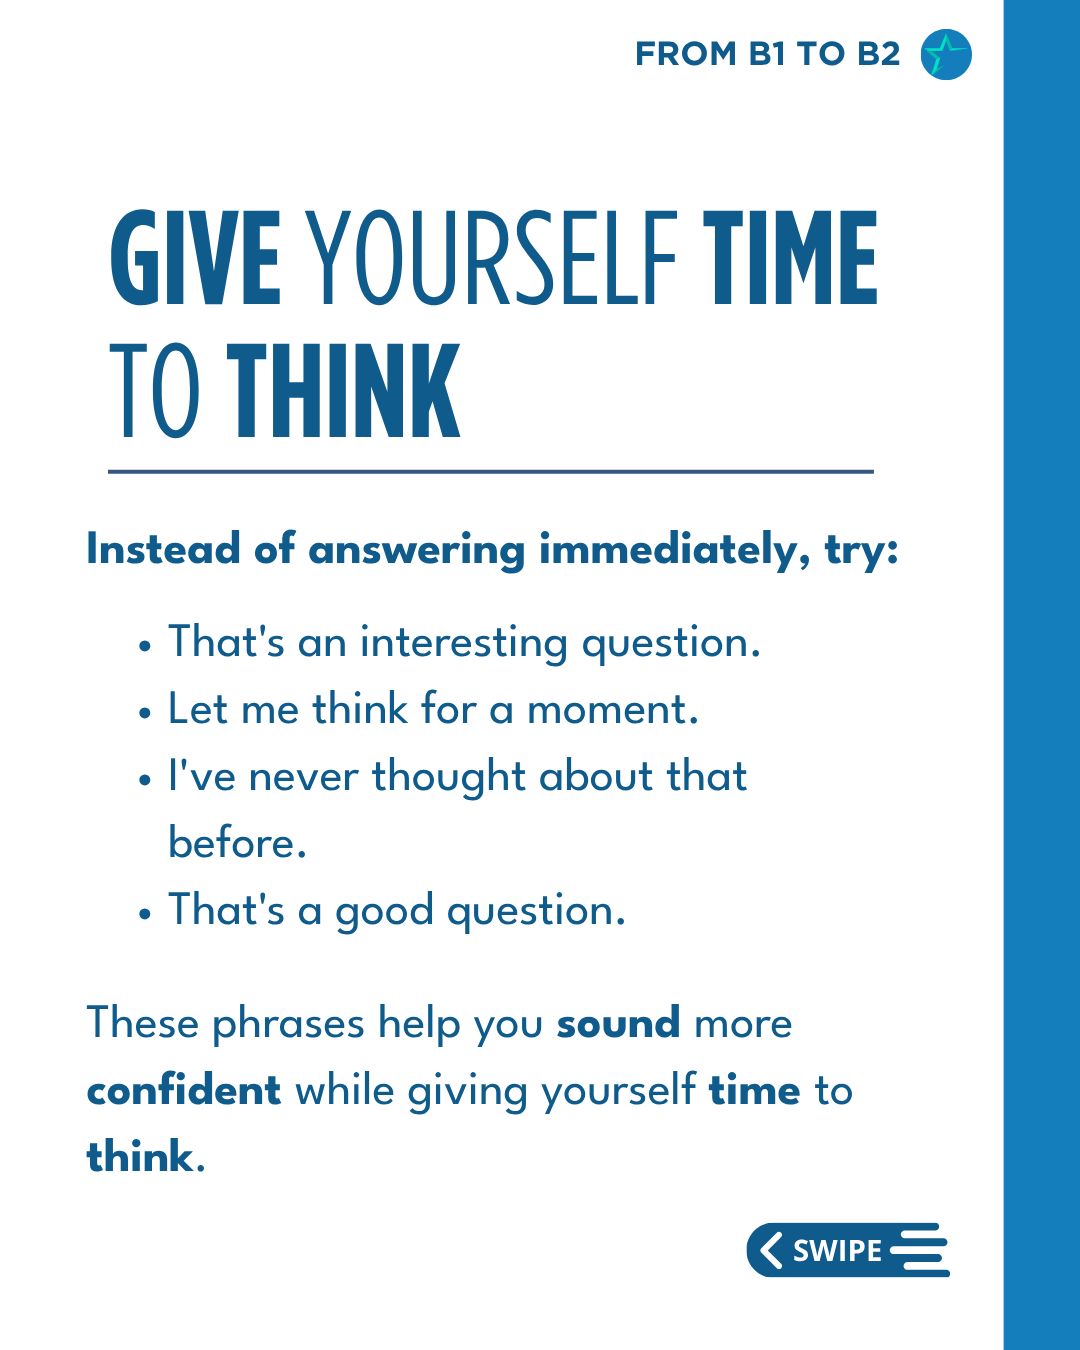 FROM B1 TO B2
GIVE YOURSELF TIME
TO THINK
Instead of answering immediately, try:
• That's an interesting question.
• Let me think for a moment.
• I've never thought about that
before.
• That's a good question.
These phrases help you sound more
confident while giving yourself time to
think.
SWIPE